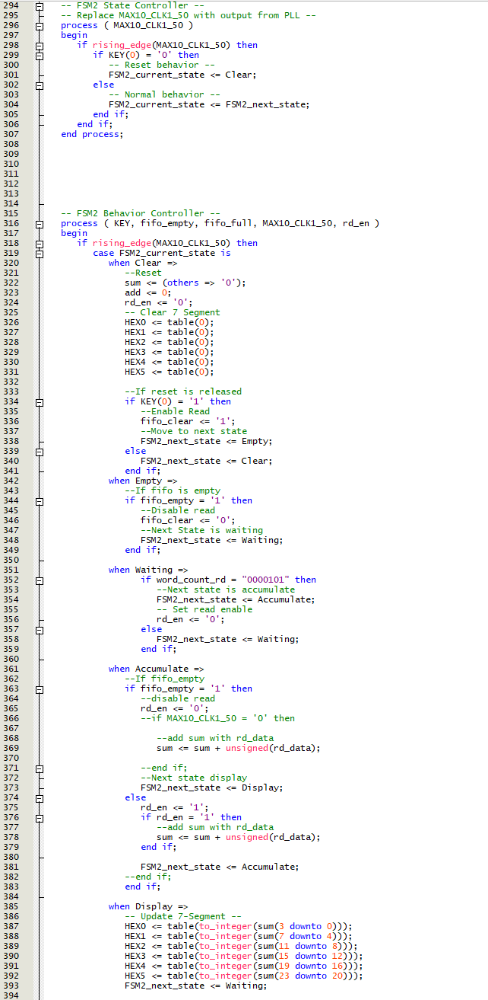 294 -- FSM2 State Controller --
295 -- Replace MAX10_CLK1_50 with output from PLL --
296 process ( MAX10_CLK1_50 )
297 begin
298 if rising_edge(MAX10_CLK1_50) then
299 if KEY(0) = '0' then
300 -- Reset behavior --
301 FSM2_current_state <= Clear;
302 else
303 -- Normal behavior --
304 FSM2_current_state <= FSM2_next_state;
305 end if;
306 end if;
307 end process;
308
309
310
311
312
313
314
315 -- FSM2 Behavior Controller --
316 process ( KEY, fifo_empty, fifo_full, MAX10_CLK1_50, rd_en )
317 begin
318 if rising_edge(MAX10_CLK1_50) then
319 case FSM2_current_state is
320 when Clear =>
321 --Reset
322 sum <= (others => '0');
323 add <= 0;
324 rd_en <= '0';
325 -- Clear 7 Segment
326 HEX0 <= table(0);
327 HEX1 <= table(0);
328 HEX2 <= table(0);
329 HEX3 <= table(0);
330 HEX4 <= table(0);
331 HEX5 <= table(0);
332
333 --If reset is released
334 if KEY(0) = '1' then
335 --Enable Read
336 fifo_clear <= '1';
337 --Move to next state
338 FSM2_next_state <= Empty;
339 else
340 FSM2_next_state <= Clear;
341 end if;
342 when Empty =>
343 --If fifo is empty
344 if fifo_empty = '1' then
345 --Disable read
346 fifo_clear <= '0';
347 --Next State is waiting
348 FSM2_next_state <= Waiting;
349 end if;
350
351 when Waiting =>
352 if word_count_rd = "0000101" then
353 --Next state is accumulate
354 FSM2_next_state <= Accumulate;
355 -- Set read enable
356 rd_en <= '0';
357 else
358 FSM2_next_state <= Waiting;
359 end if;
360
361 when Accumulate =>
362 --If fifo_empty
363 if fifo_empty = '1' then
364 --disable read
365 rd_en <= '0';
366 --if MAX10_CLK1_50 = '0' then
367
368 --add sum with rd_data
369 sum <= sum + unsigned(rd_data);
370
371 --end if;
372 --Next state display
373 FSM2_next_state <= Display;
374 else
375 rd_en <= '1';
376 if rd_en = '1' then
377 --add sum with rd_data
378 sum <= sum + unsigned(rd_data);
379 end if;
380
381 FSM2_next_state <= Accumulate;
382 --end if;
383 end if;
384
385 when Display =>
386 -- Update 7-Segment --
387 HEX0 <= table(to_integer(sum(3 downto 0)));
388 HEX1 <= table(to_integer(sum(7 downto 4)));
389 HEX2 <= table(to_integer(sum(11 downto 8)));
390 HEX3 <= table(to_integer(sum(15 downto 12)));
391 HEX4 <= table(to_integer(sum(19 downto 16)));
392 HEX5 <= table(to_integer(sum(23 downto 20)));
393 FSM2_next_state <= Waiting;
394